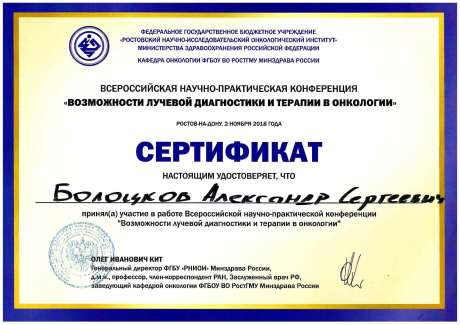 ФЕДЕРАЛЬНОЕ ГОСУДАРСТВЕННОЕ БЮДЖЕТНОЕ УЧРЕЖДЕНИЕ
«РОСТОВСКИЙ НАУЧНО-ИССЛЕДОВАТЕЛЬСКИЙ ОНКОЛОГИЧЕСКИЙ ИНСТИТУТ»
МИНИСТЕРСТВА ЗДРАВООХРАНЕНИЯ РОССИЙСКОЙ ФЕДЕРАЦИИ
КАФЕДРА ОНКОЛОГИИ ФГБОУ ВО РОСТГМУ МИНЗДРАВА РОССИИ
ВСЕРОССИЙСКАЯ НАУЧНО-ПРАКТИЧЕСКАЯ КОНФЕРЕНЦИЯ
«ВОЗМОЖНОСТИ ЛУЧЕВОЙ ДИАГНОСТИКИ И ТЕРАПИИ В ОНКОЛОГИИ»
РОСТОВ-НА-ДОНУ, 2 НОЯБРЯ 2018 ГОДА
СЕРТИФИКАТ
НАСТОЯЩИМ УДОСТОВЕРЯЕТ, ЧТО
Александр Сергеевич
принял(а) участие в работе Всероссийской научно-практической конференции
"Возможности лучевой диагностики и терапии в онкологии"
ОЛЕГ ИВАНОВИЧ КИТ
Генеральный директор ФГБУ «РНИОИ» Минздрава России,
д.м.н., профессор, член-корреспондент РАН, Заслуженный врач РФ,
заведующий кафедрой онкологии ФГБОУ ВО РостГМУ Минздрава России